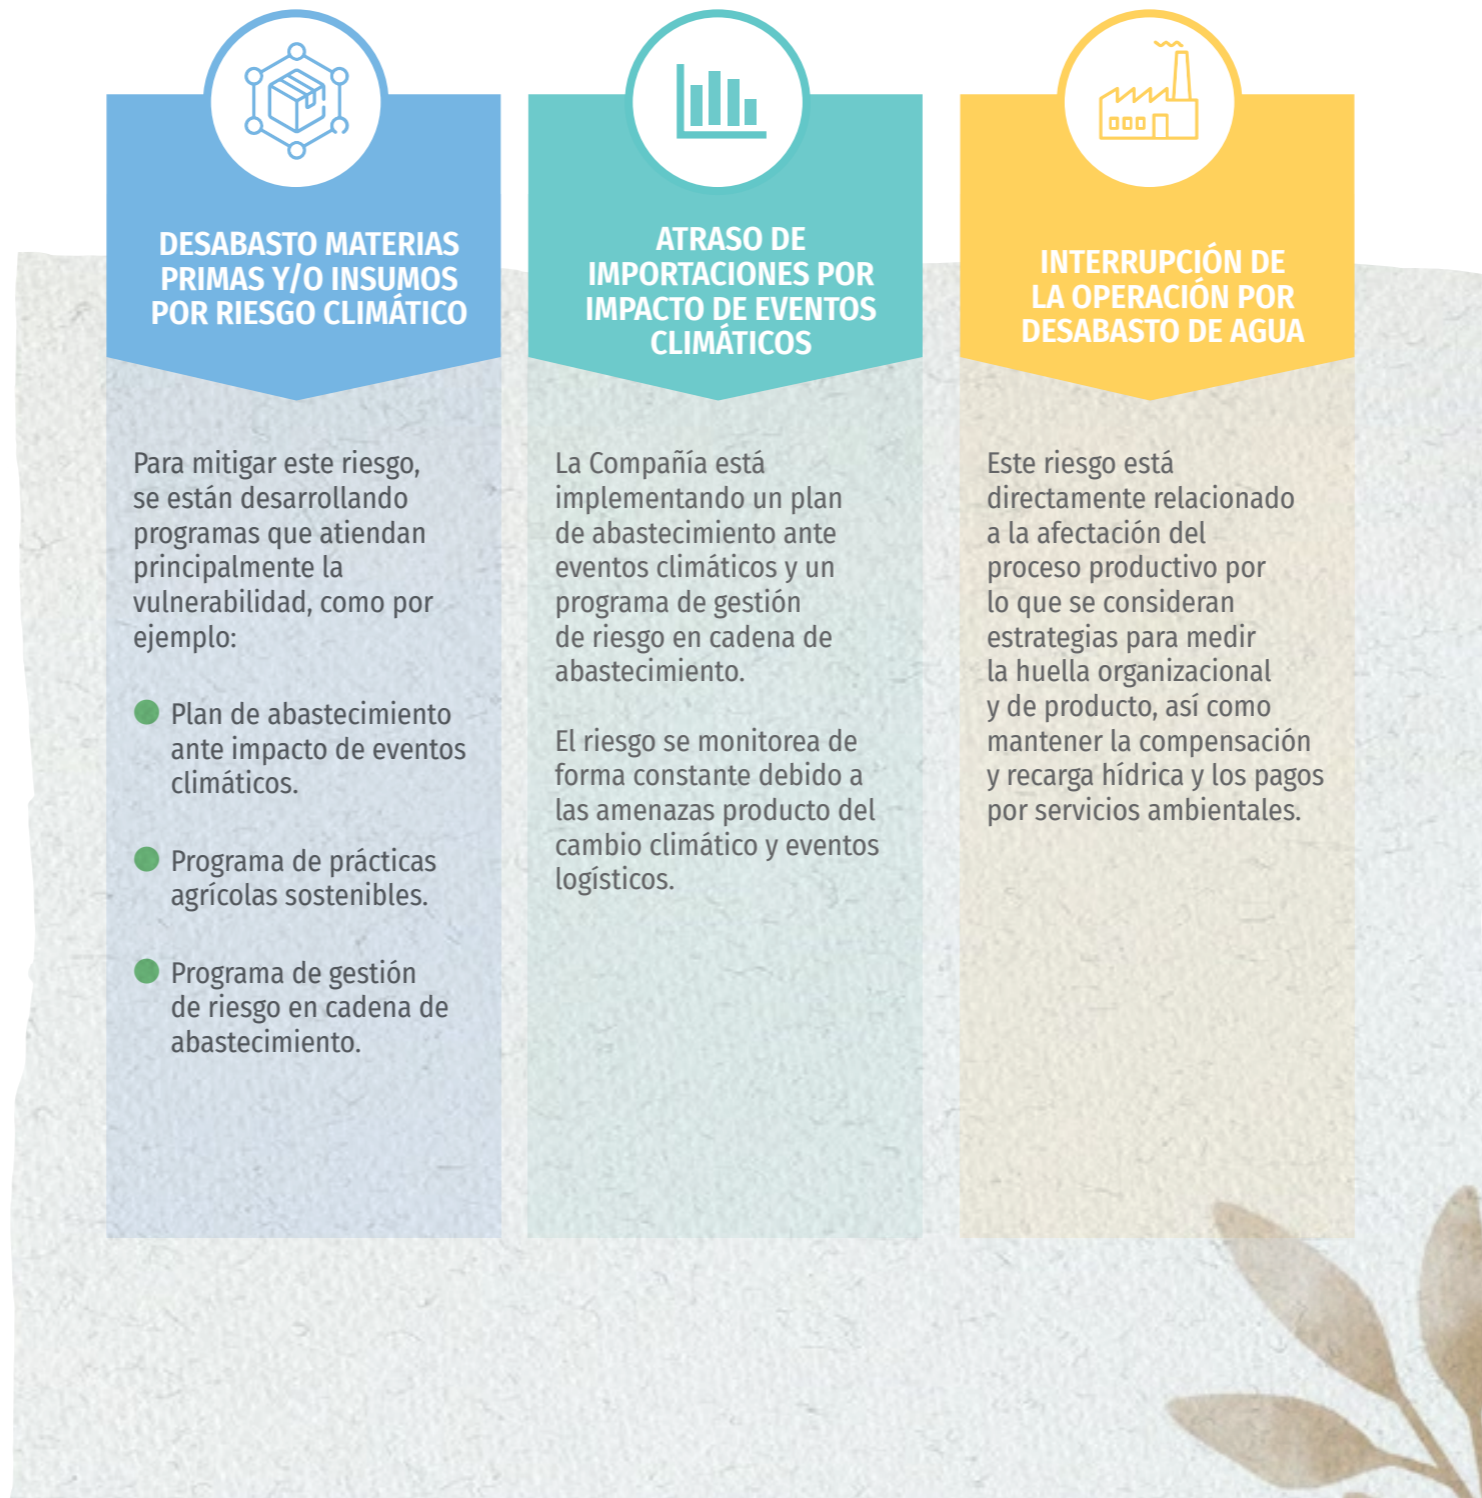 DESABASTO MATERIAS
PRIMAS Y/O INSUMOS
POR RIESGO CLIMÁTICO
Para mitigar este riesgo,
se están desarrollando
programas que atiendan
principalmente la
vulnerabilidad, como por
ejemplo:
Plan de abastecimiento
ante impacto de eventos
climáticos.
Programa de prácticas
agrícolas sostenibles.
Programa de gestión
de riesgo en cadena de
abastecimiento.
ATRASO DE
IMPORTACIONES POR
IMPACTO DE EVENTOS
CLIMÁTICOS
La Compañía está
implementando un plan
de abastecimiento ante
eventos climáticos y un
programa de gestión
de riesgo en cadena de
abastecimiento.
El riesgo se monitorea de
forma constante debido a
las amenazas producto del
cambio climático y eventos
logísticos.
INTERRUPCIÓN DE
LA OPERACIÓN POR
DESABASTO DE AGUA
Este riesgo está
directamente relacionado
a la afectación del
proceso productivo por
lo que se consideran
estrategias para medir
la huella organizacional
y de producto, así como
mantener la compensación
y recarga hídrica y los pagos
por servicios ambientales.